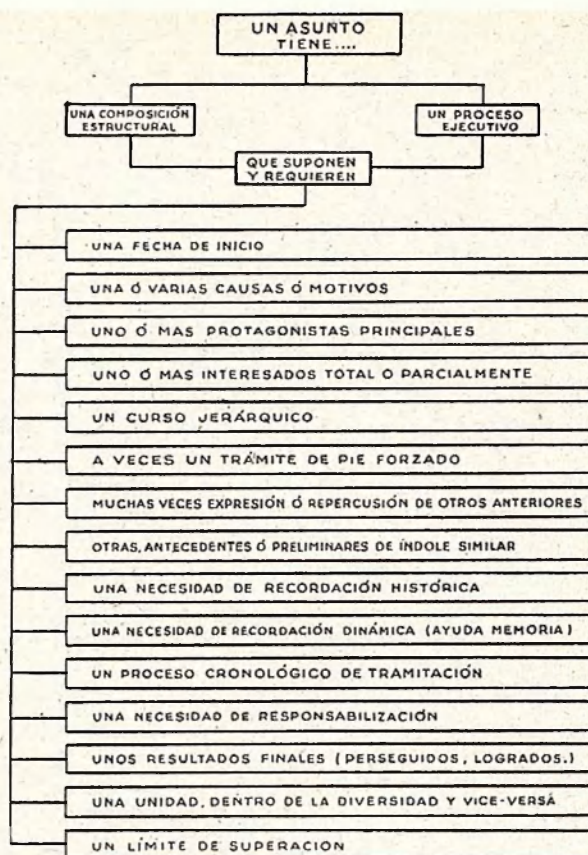 UN ASUNTO
TIENE....
UNA COMPOSICIÓN
ESTRUCTURAL
UN PROCESO
EJECUTIVO
QUE SUPONEN
Y REQUIEREN
UNA FECHA DE INICIO
UNA Ó VARIAS CAUSAS Ó MOTIVOS
UNO Ó MAS PROTAGONISTAS PRINCIPALES
UNO Ó MAS INTERESADOS TOTAL O PARCIALMENTE
UN CURSO JERÁRQUICO
A VECES UN TRÁMITE DE PIE FORZADO
MUCHAS VECES EXPRESIÓN Ó REPERCUSIÓN DE OTROS ANTERIORES
OTRAS, ANTECEDENTES Ó PRELIMINARES DE ÍNDOLE SIMILAR
UNA NECESIDAD DE RECORDACIÓN HISTÓRICA
UNA NECESIDAD DE RECORDACIÓN DINÁMICA (AYUDA MEMORIA)
UN PROCESO CRONOLÓGICO DE TRAMITACIÓN
UNA NECESIDAD DE RESPONSABILIZACIÓN
UNOS RESULTADOS FINALES (PERSEGUIDOS, LOGRADOS.)
UNA UNIDAD, DENTRO DE LA DIVERSIDAD Y VICE-VERSÁ
UN LÍMITE DE SUPERACION